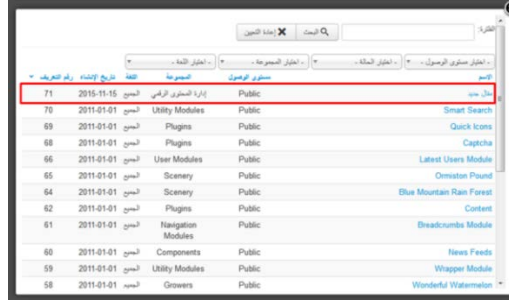 الفلترة:
البحث إعادة التعيين
- اختيار مستوى الوصول - - اختيار الحالة - - اختيار المجموعة - - اختيار اللغة -
الاسم مستوى الوصول المجموعة اللغة تاريخ الإنشاء رقم التعريف
مقال جديد Public إدارة المحتوى الرقمي الجميع 2015-11-15 71
Smart Search Public Utility Modules الجميع 2011-01-01 70
Quick Icons Public Plugins الجميع 2011-01-01 69
Captcha Public Plugins الجميع 2011-01-01 68
Latest Users Module Public User Modules الجميع 2011-01-01 66
Ormiston Pound Public Scenery الجميع 2011-01-01 65
Blue Mountain Rain Forest Public Scenery الجميع 2011-01-01 64
Content Public Plugins الجميع 2011-01-01 62
Breadcrumbs Module Public Navigation Modules الجميع 2011-01-01 61
News Feeds Public Components الجميع 2011-01-01 60
Wrapper Module Public Utility Modules الجميع 2011-01-01 59
Wonderful Watermelon Public Growers الجميع 2011-01-01 58